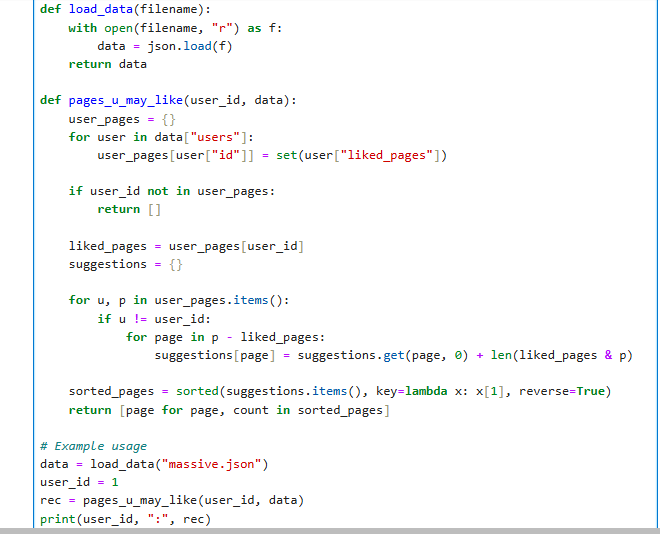 def load_data(filename):
    with open(filename, "r") as f:
        data = json.load(f)
    return data

def pages_u_may_like(user_id, data):
    user_pages = {}
    for user in data["users"]:
        user_pages[user["id"]] = set(user["liked_pages"])

    if user_id not in user_pages:
        return []

    liked_pages = user_pages[user_id]
    suggestions = {}

    for u, p in user_pages.items():
        if u != user_id:
            for page in p - liked_pages:
                suggestions[page] = suggestions.get(page, 0) + len(liked_pages & p)

    sorted_pages = sorted(suggestions.items(), key=lambda x: x[1], reverse=True)
    return [page for page, count in sorted_pages]

# Example usage
data = load_data("massive.json")
user_id = 1
rec = pages_u_may_like(user_id, data)
print(user_id, ":", rec)